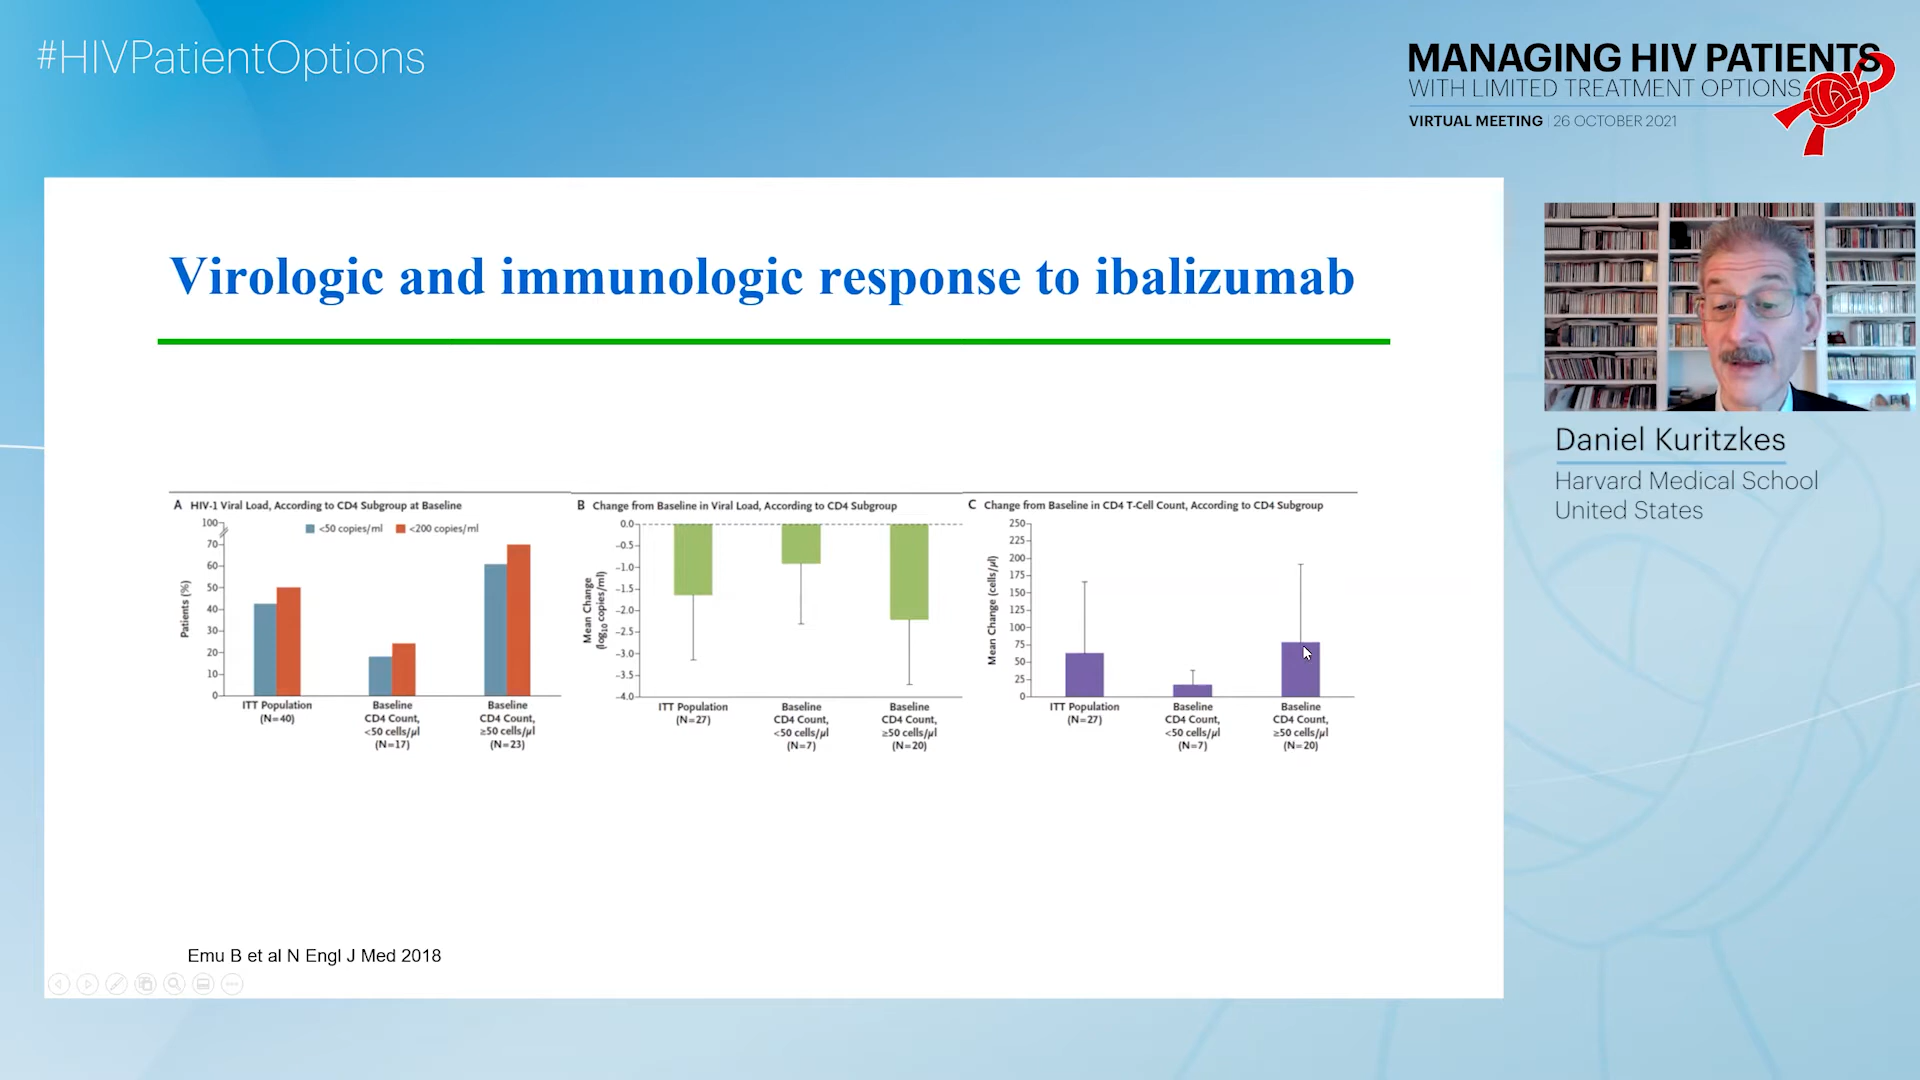 #HIVPatientOptions
MANAGING HIV PATIENTS
WITH LIMITED TREATMENT OPTIONS
VIRTUAL MEETING | 26 OCTOBER 2021
Virologic and immunologic response to ibalizumab
A HIV-1 Viral Load, According to CD4 Subgroup at Baseline
<50 copies/ml <200 copies/ml
Patients (%)
100
70
60
50
40
30
20
10
0
ITT Population
(N=40)
Baseline
CD4 Count,
<50 cells/μl
(N=17)
Baseline
CD4 Count,
≥50 cells/μl
(N=23)
B Change from Baseline in Viral Load, According to CD4 Subgroup
Mean Change
(log10 copies/ml)
0.0
-0.5
-1.0
-1.5
-2.0
-2.5
-3.0
-3.5
-4.0
ITT Population
(N=27)
Baseline
CD4 Count,
<50 cells/μl
(N=7)
Baseline
CD4 Count,
≥50 cells/μl
(N=20)
C Change from Baseline in CD4 T-Cell Count, According to CD4 Subgroup
Mean Change (cells/μl)
250
225
200
175
150
125
100
75
50
25
0
ITT Population
(N=27)
Baseline
CD4 Count,
<50 cells/μl
(N=7)
Baseline
CD4 Count,
≥50 cells/μl
(N=20)
Emu B et al N Engl J Med 2018
Daniel Kuritzkes
Harvard Medical School
United States